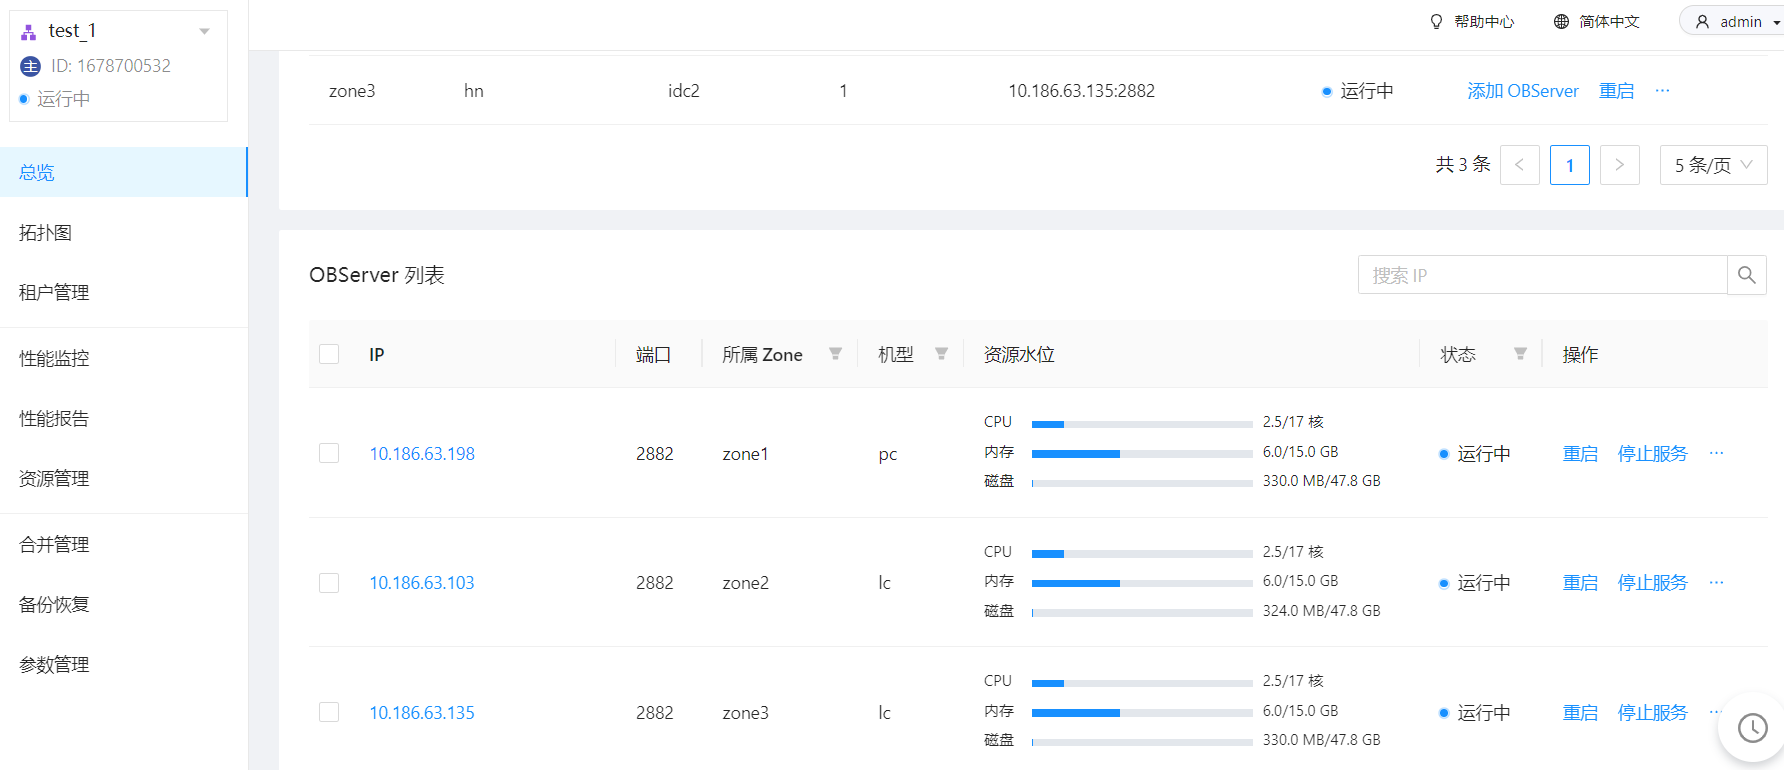 test_1
主 ID: 1678700532
运行中
总览
拓扑图
租户管理
性能监控
性能报告
资源管理
合并管理
备份恢复
参数管理
帮助中心 简体中文 admin
zone3 hn idc2 1 10.186.63.135:2882 运行中 添加 OBServer 重启 ···
共 3 条 < 1 > 5 条/页
OBServer 列表 搜索 IP
IP 端口 所属 Zone 机型 资源水位 状态 操作
CPU 2.5/17 核
10.186.63.198 2882 zone1 pc 内存 6.0/15.0 GB 运行中 重启 停止服务 ···
磁盘 330.0 MB/47.8 GB
CPU 2.5/17 核
10.186.63.103 2882 zone2 lc 内存 6.0/15.0 GB 运行中 重启 停止服务 ···
磁盘 324.0 MB/47.8 GB
CPU 2.5/17 核
10.186.63.135 2882 zone3 lc 内存 6.0/15.0 GB 运行中 重启 停止服务 ···
磁盘 330.0 MB/47.8 GB